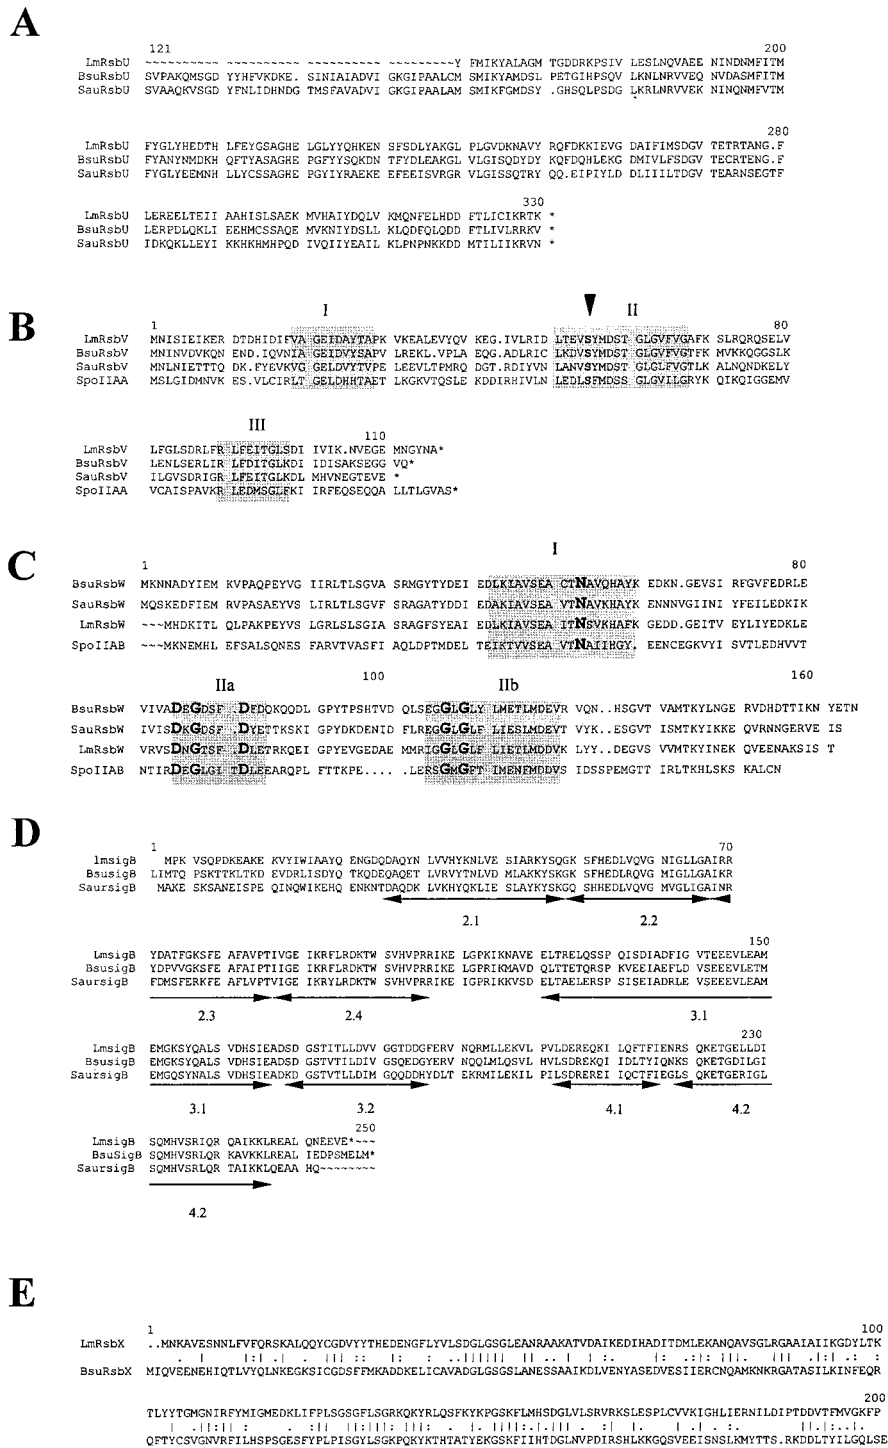 A
121 200
LmRsbU ~~~~~~~~~~ ~~~~~~~~~~ ~~~~~~~~~~ ~~~~~~~~~Y FMIKYALAGM TGDDRKPSIV LESLNQVAEE NINDNMFITM
BsuRsbU SVPAKQMSGD YYHFVKDKE. SINIAIADVI GKGIPAALCM SMIKYAMDSL PETGIHPSQV LKNLNRVVEQ NVDASMFITM
SauRsbU SVAAQKVSGD YFNLIDHNDG TMSFAVADVI GKGIPAALAM SMIKFGMDSY .GHSQLPSDG LKRLNRVVEK NINQNMFVTM
280
LmRsbU FYGLYHEDTH LFEYGSAGHE LGLYYQHKEN SFSDLYAKGL PLGVDKNAVY RQFDKKIEVG DAIFIMSDGV TETRTANG.F
BsuRsbU FYANYNMDKH QFTYASAGHE PGFYYSQKDN TFYDLEAKGL VLGISQDYDY KQFDQHLEKG DMIVLFSDGV TECRTENG.F
SauRsbU FYGLYEEMNH LLYCSSAGHE PGYIYRAEKE EFEEISVRGR VLGISSQTRY QQ.EIPIYLD DLIIILTDGV TEARNSEGTF
330
LmRsbU LEREELTEII AAHISLSAEK MVHAIYDQLV KMQNFELHDD FTLICIKRTK *
BsuRsbU LERPDLQKLI EEHMCSSAQE MVKNIYDSLL KLQDFQLQDD FTLIVLRRKV *
SauRsbU IDKQKLLEYI KKHKHMHPQD IVQIIYEAIL KLPNPNKKDD MTILIIKRVN *
B
I II
1 80
LmRsbV MNISIEIKER DTDHIDIFVA GEIDAYTAPK VKEALEVYQV KEG.IVLRID LTEVSYMDST GLGVFVGAFK SLRQRQSELV
BsuRsbV MNINVDVKQN END.IQVNIA GEIDVYSAPV LREKL.VPLA EQG.ADLRIC LKDVSYMDST GLGVFVGTFK MVKKQGGSLK
SauRsbV MNLNIETTTQ DK.FYEVKVG GELDVYTVPE LEEVLTPMRQ DGT.RDIYVN LANVSYMDST GLGLFVGTLK ALNQNDKELY
SpoIIAA MSLGIDMNVK ES.VLCIRLT GELDHHTAET LKGKVTQSLE KDDIRHIVLN LEDLSFMDSS GLGVILGRYK QIKQIGGEMV
III
110
LmRsbV LFGLSDRLFR LFEITGLSDI IVIK.NVEGE MNGYNA*
BsuRsbV LENLSERLIR LFDITGLKDI IDISAKSEGG VQ*
SauRsbV ILGVSDRIGR LFEITGLKDL MHVNEGTEVE *
SpoIIAA VCAISPAVKR LFDMSGLFKI IRFEQSEQQA LLTLGVAS*
C
I
1 80
BsuRsbW MKNNADYIEM KVPAQPEYVG IIRLTLSGVA SRMGYTYDEI EDLKIAVSEA CTNAVQHAYK EDKN.GEVSI RFGVFEDRLE
SauRsbW MQSKEDFIEM RVPASAEYVS LIRLTLSGVF SRAGATYDDI EDAKIAVSEA VTNAVKHAYK ENNNVGIINI YFEILEDKIK
LmRsbW ~~~MHDKITL QLPAKPEYVS LGRLSLSGIA SRAGFSYEAI EDLKIAVSEA ITNSVKHAFK GEDD.GEITV EYLIYEDKLE
SpoIIAB ~~~MKNEMHL EFSALSQNES FARVTVASFI AQLDPTMDEL TEIKTVVSEA VTNAIIHGY. EENCEGKVYI SVTLEDHVVT
IIa 100 IIb 160
BsuRsbW VIVADEGDSF .DFDQKQQDL GPYTPSHTVD QLSEGGLGLY LMETLMDEVR VQN..HSGVT VAMTKYLNGE RVDHDTTIKN YETN
SauRsbW IVISDKGDSF .DYETTKSKI GPYDKDENID FLREGGLGLF LIESLMDEVT VYK..ESGVT ISMTKYIKKE QVRNNGERVE IS
LmRsbW VRVSDNGTSF .DLETRKQEI GPYEVGEDAE MMRIGGLGLF LIETLMDDVK LYY..DEGVS VVMTKYINEK QVEENAKSIS T
SpoIIAB NTIRDEGLGI TDLEEARQPL FTTKPE.... .LERSGMGFT IMENFMDDVS IDSSPEMGTT IRLTKHLSKS KALCN
D
1 70
lmsigB MPK VSQPDKEAKE KVYIWIAAYQ ENGDQDAQYN LVVHYKNLVE SIARKYSQGK SFHEDLVQVG NIGLLGAIRR
BsusigB LIMTQ PSKTTKLTKD EVDRLISDYQ TKQDEQAQET LVRVYTNLVD MLAKKYSKGK SFHEDLRQVG MIGLLGAIKR
SaursigB MAKE SKSANEISPE QINQWIKEHQ ENKNTDAQDK LVKHYQKLIE SLAYKYSKGQ SHHEDLVQVG MVGLIGAINR
2.1 2.2
150
LmsigB YDATFGKSFE AFAVPTIVGE IKRFLRDKTW SVHVPRRIKE LGPKIKNAVE ELTRELQSSP QISDIADFIG VTEEEVLEAM
BsusigB YDPVVGKSFE AFAIPTIIGE IKRFLRDKTW SVHVPRRIKE LGPRIKMAVD QLTTETQRSP KVEEIAEFLD VSEEEVLETM
SaursigB FDMSFERKFE AFLVPTVIGE IKRYLRDKTW SVHVPRRIKE IGPRIKKVSD ELTAELERSP SISEIADRLE VSEEEVLEAM
2.3 2.4 3.1
230
LmsigB EMGKSYQALS VDHSIEADSD GSTITLLDVV GGTDDGFERV NQRMLLEKVL PVLDEREQKI LQFTFIENRS QKETGELLDI
BsusigB EMGKSYQALS VDHSIEADSD GSTVTILDIV GSQEDGYERV NQQLMLQSVL HVLSDREKQI IDLTYIQNKS QKETGDILGI
SaursigB EMGQSYNALS VDHSIEADKD GSTVTLLDIM GQQDDHYDLT EKRMILEKIL PILSDREREI IQCTFIEGLS QKETGERIGL
3.1 3.2 4.1 4.2
250
LmsigB SQMHVSRIQR QAIKKLREAL QNEEVE*~~~
BsuSigB SQMHVSRLQR KAVKKLREAL IEDPSMELM*
SaursigB SQMHVSRLQR TAIKKLQEAA HQ~~~~~~~~
4.2
E
1 100
LmRsbX ..MNKAVESNNLFVFQRSKALQQYCGDVYYTHEDENGFLYVLSDGLGSGLEANRAAKATVDAIKEDIHADITDMLEKANQAVSGLRGAAIAIIKGDYLTK
BsuRsbX MIQVEENEHIQTLVYQLNKEGKSICGDSFFMKADDKELICAVADGLGSGSLANESSAAIKDLVENYASEDVESIIERCNQAMKNKRGATASILKINFEQR
200
TLYYTGMGNIRFYMIGMEDKLIFPLSGSGFLSGRKQKYRLQSFKYKPGSKFLMHSDGLVLSRVRKSLESPLCVVKIGHLIERNILDIPTDDVTFMVGKFP
QFTYCSVGNVRFILHSPSGESFYPLPISGYLSGKPQKYKTHTATYEKGSKFIIHTDGLNVPDIRSHLKKGQSVEEISNSLKMYTTS.RKDDLTYILGQLSE